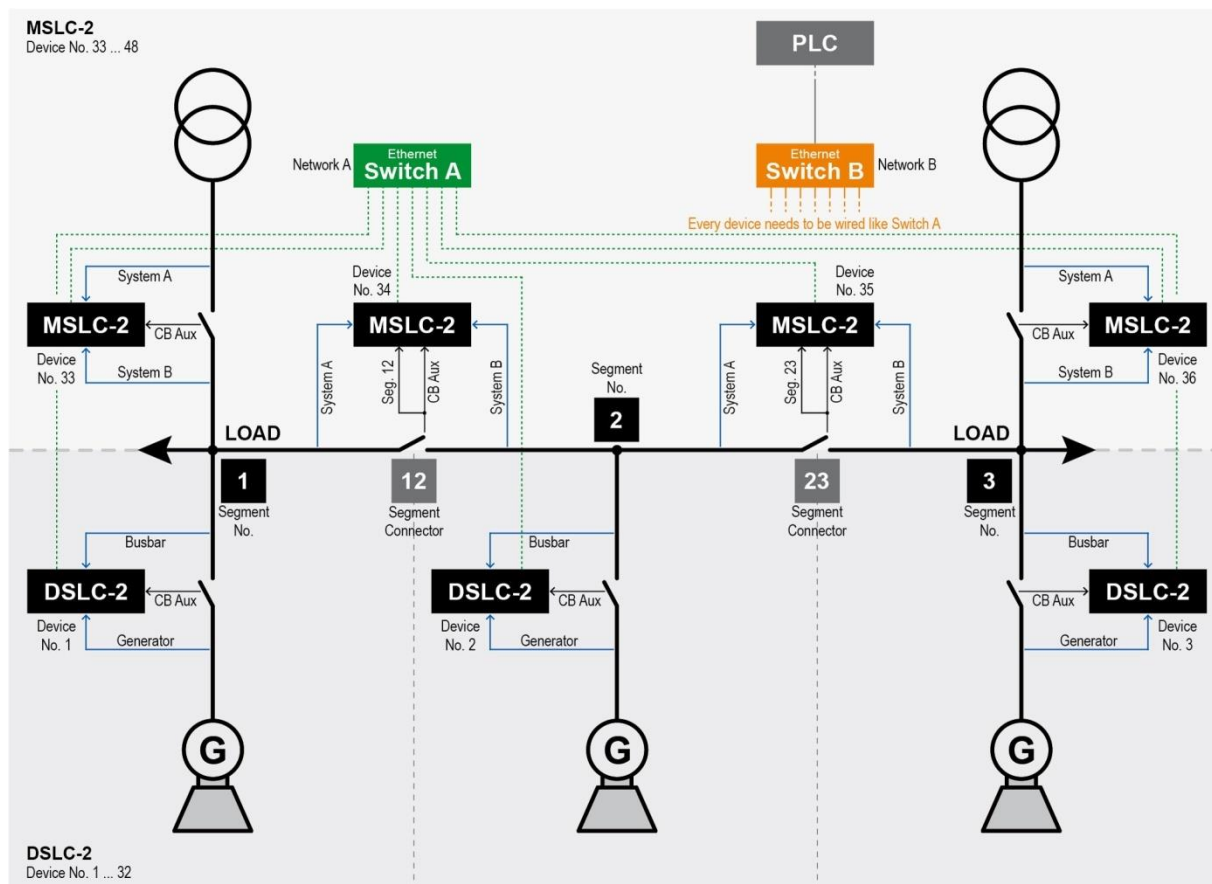 MSLC-2
Device No. 33 ... 48
PLC
Network A
Ethernet
Switch A
Ethernet
Switch B
Network B
Every device needs to be wired like Switch A
System A
MSLC-2
CB Aux
System B
Device
No. 33
Device
No. 34
MSLC-2
System A
Seg. 12
CB Aux
System B
Device
No. 35
MSLC-2
System A
Seg. 23
CB Aux
System B
System A
MSLC-2
CB Aux
System B
Device
No. 36
Segment
No.
2
LOAD
LOAD
1
Segment
No.
12
Segment
Connector
23
Segment
Connector
3
Segment
No.
Busbar
DSLC-2
CB Aux
Device
No. 1
Generator
Busbar
DSLC-2
CB Aux
Device
No. 2
Generator
Busbar
DSLC-2
CB Aux
Device
No. 3
Generator
G
G
G
DSLC-2
Device No. 1 ... 32